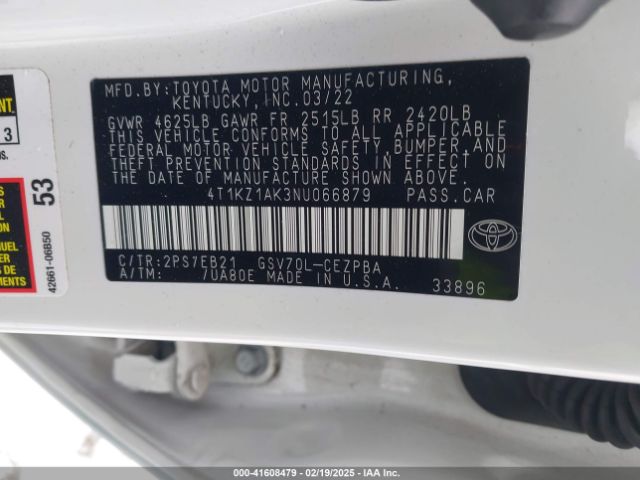 MFD.BY:TOYOTA MOTOR MANUFACTURING,
KENTUCKY, INC. 03/22
GVWR 4625LB GAWR FR 2515LB RR 2420LB
THIS VEHICLE CONFORMS TO ALL APPLICABLE
FEDERAL MOTOR VEHICLE SAFETY, BUMPER, AND
THEFT PREVENTION STANDARDS IN EFFECT ON
THE DATE OF MANUFACTURE SHOWN ABOVE.
4T1KZ1AK3NU066879 PASS.CAR
C/TR:2PS7EB21 GSV70L-CEZPBA
A/TM: 7UA80E MADE IN U.S.A. 33896
TOYOTA
53
42661-06B50
3
000-41608479 - 02/19/2025 - IAA Inc.